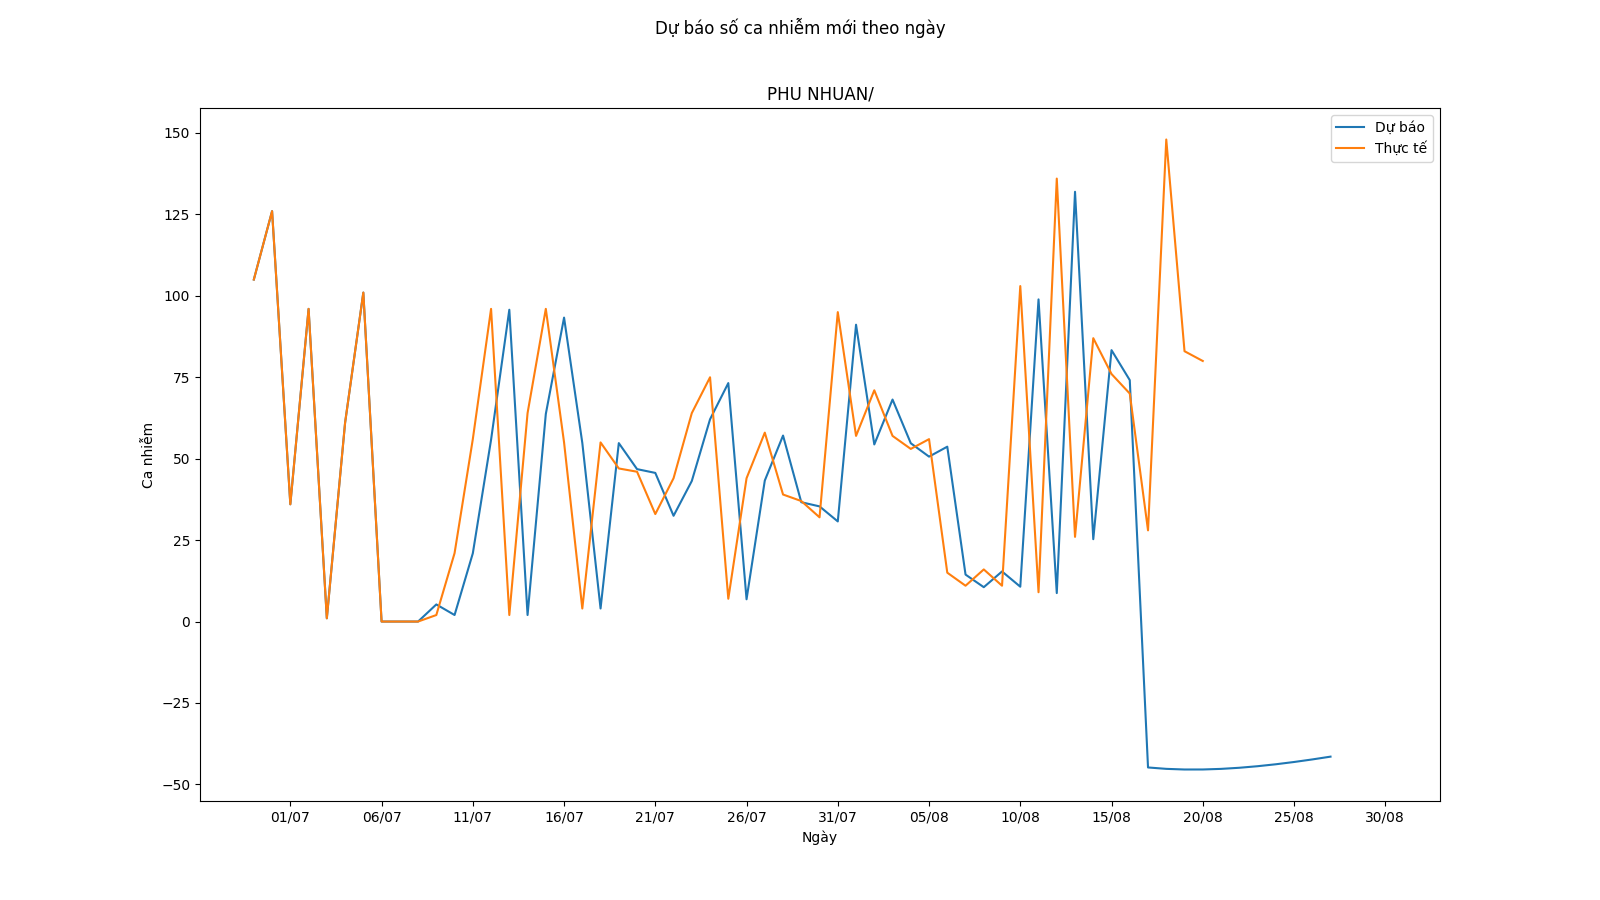 Dự báo số ca nhiễm mới theo ngày
PHU NHUAN/
Dự báo
Thực tế
150
125
100
75
50
25
0
−25
−50
Ca nhiễm
01/07 06/07 11/07 16/07 21/07 26/07 31/07 05/08 10/08 15/08 20/08 25/08 30/08
Ngày